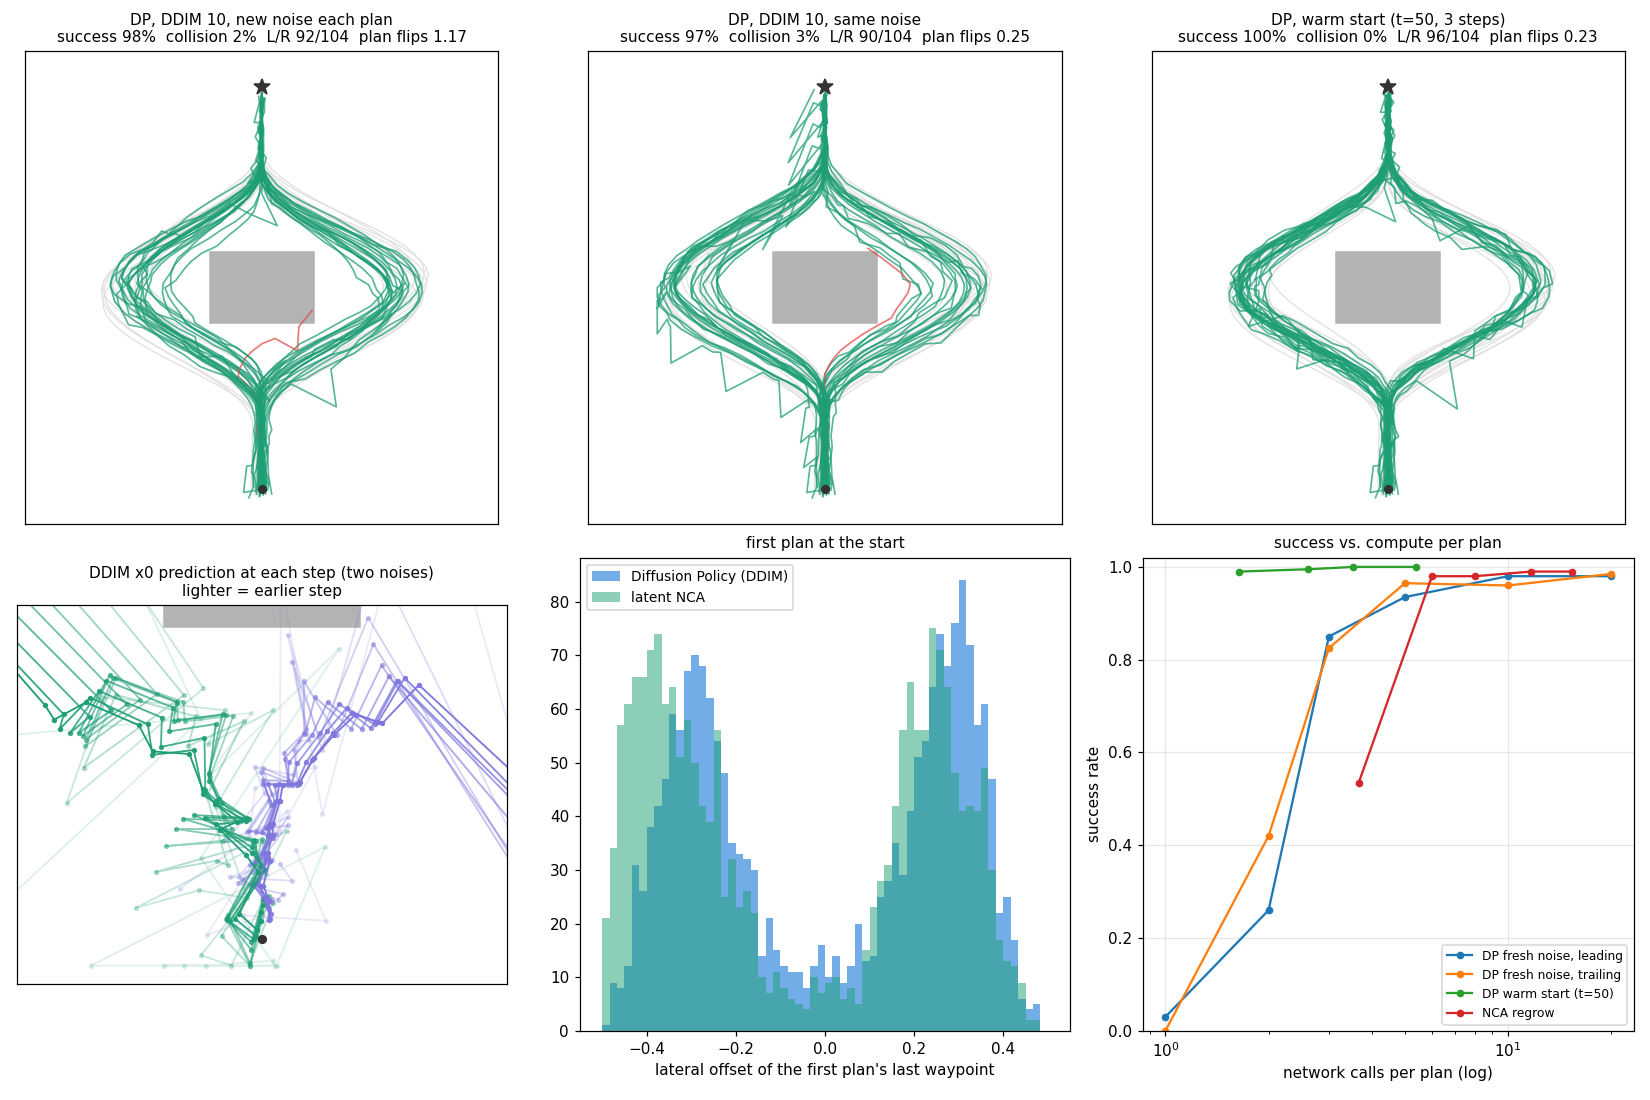 DP, DDIM 10, new noise each plan
success 98%  collision 2%  L/R 92/104  plan flips 1.17
DP, DDIM 10, same noise
success 97%  collision 3%  L/R 90/104  plan flips 0.25
DP, warm start (t=50, 3 steps)
success 100%  collision 0%  L/R 96/104  plan flips 0.23
DDIM x0 prediction at each step (two noises)
lighter = earlier step
first plan at the start
Diffusion Policy (DDIM)
latent NCA
80
70
60
50
40
30
20
10
0
−0.4
−0.2
0.0
0.2
0.4
lateral offset of the first plan's last waypoint
success vs. compute per plan
1.0
0.8
0.6
0.4
0.2
0.0
success rate
DP fresh noise, leading
DP fresh noise, trailing
DP warm start (t=50)
NCA regrow
10⁰
10¹
network calls per plan (log)